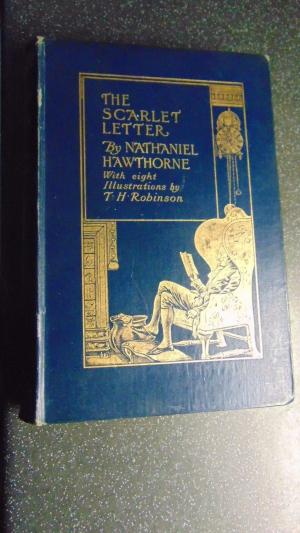 THE
SCARLET
LETTER
By NATHANIEL
HAWTHORNE
With eight
Illustrations by
T. H. Robinson